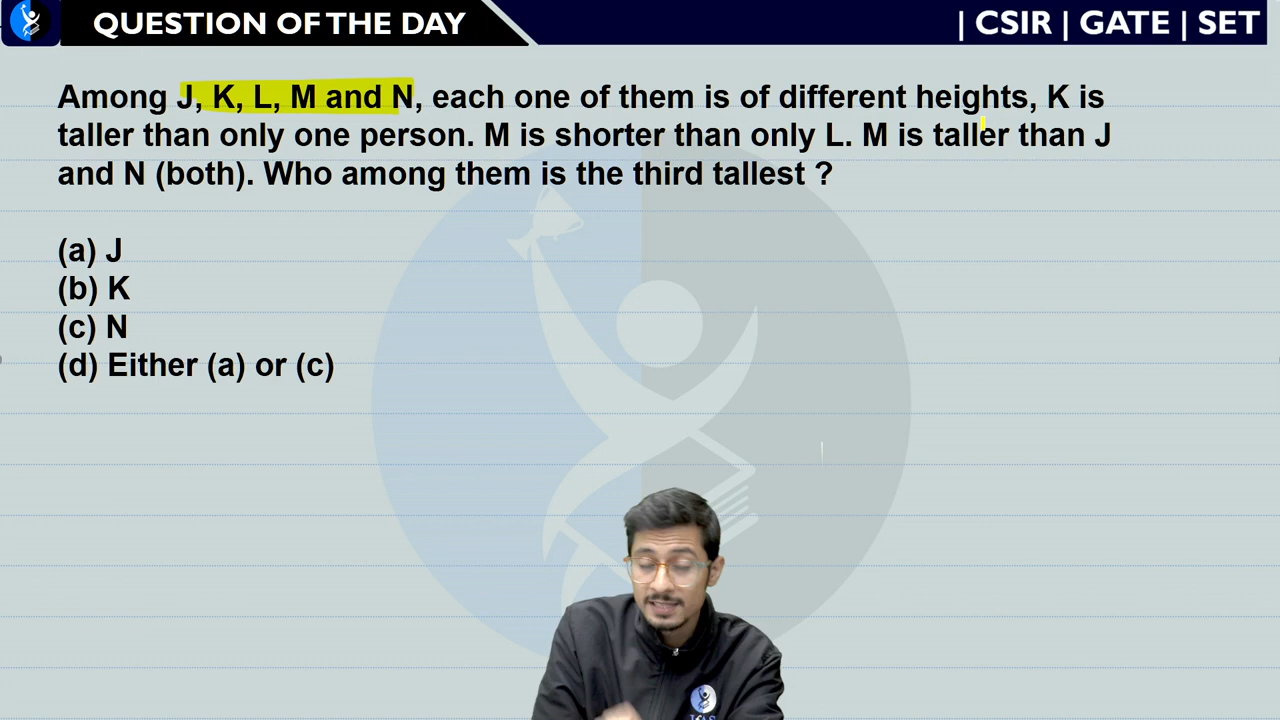 QUESTION OF THE DAY
| CSIR | GATE | SET
Among J, K, L, M and N, each one of them is of different heights, K is
taller than only one person. M is shorter than only L. M is taller than J
and N (both). Who among them is the third tallest ?
(a) J
(b) K
(c) N
(d) Either (a) or (c)